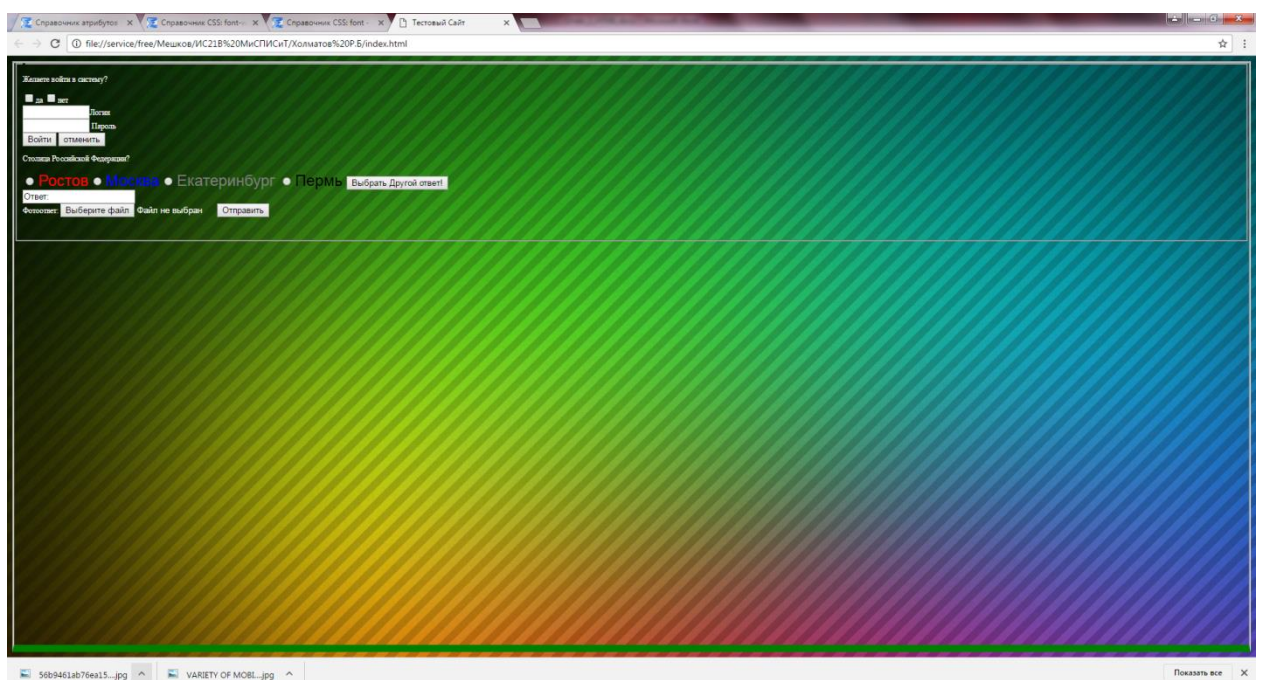 Справочник атрибутов Справочник CSS: font- Справочник CSS: font- Тестовый Сайт
file://service/free/Мешков/ИС21В%20МиСПИСиТ/Холматов%20Р.Б/index.html
Желаете войти в систему?
да нет
Логин
Пароль
Войти отменить
Столица Российской Федерации?
Ростов Москва Екатеринбург Пермь Выбрать Другой ответ!
Ответ:
Фотоответ: Выберите файл Файл не выбран Отправить
56b9461ab76ea15....jpg VARIETY OF MOBI....jpg Показать все